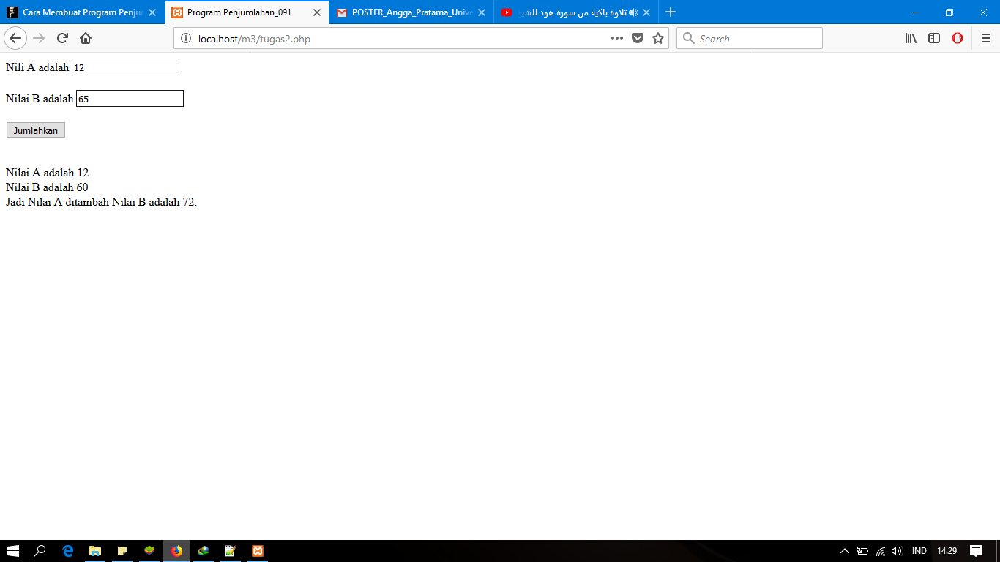 Cara Membuat Program Penjun
Program Penjumlahan_091
POSTER_Angga_Pratama_Unive
تلاوة باكية من سورة هود للشيخ
localhost/m3/tugas2.php
Search
Nili A adalah 12
Nilai B adalah 65
Jumlahkan
Nilai A adalah 12
Nilai B adalah 60
Jadi Nilai A ditambah Nilai B adalah 72.
IND 14.29